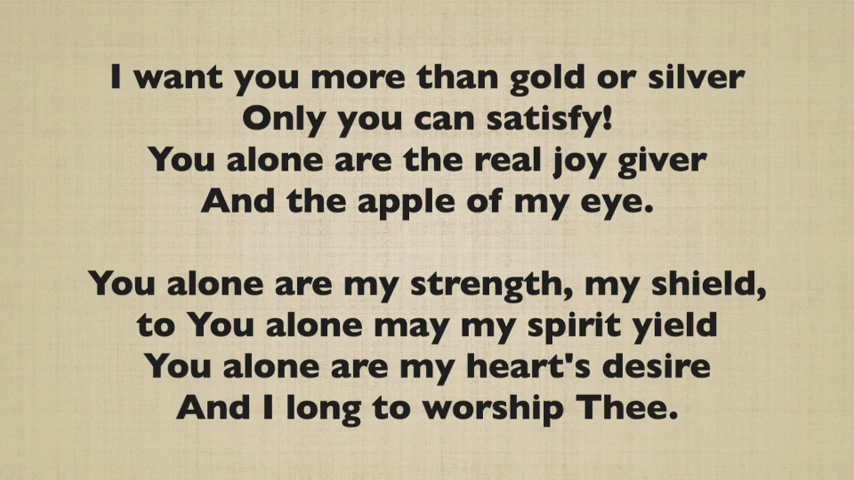 I want you more than gold or silver
Only you can satisfy!
You alone are the real joy giver
And the apple of my eye.
You alone are my strength, my shield,
to You alone may my spirit yield
You alone are my heart's desire
And I long to worship Thee.